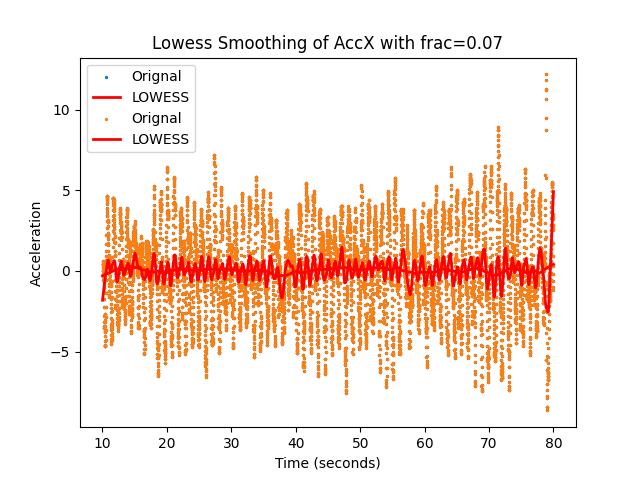 Lowess Smoothing of AccX with frac=0.07
Orignal
LOWESS
Orignal
LOWESS
10
5
0
−5
Acceleration
10 20 30 40 50 60 70 80
Time (seconds)